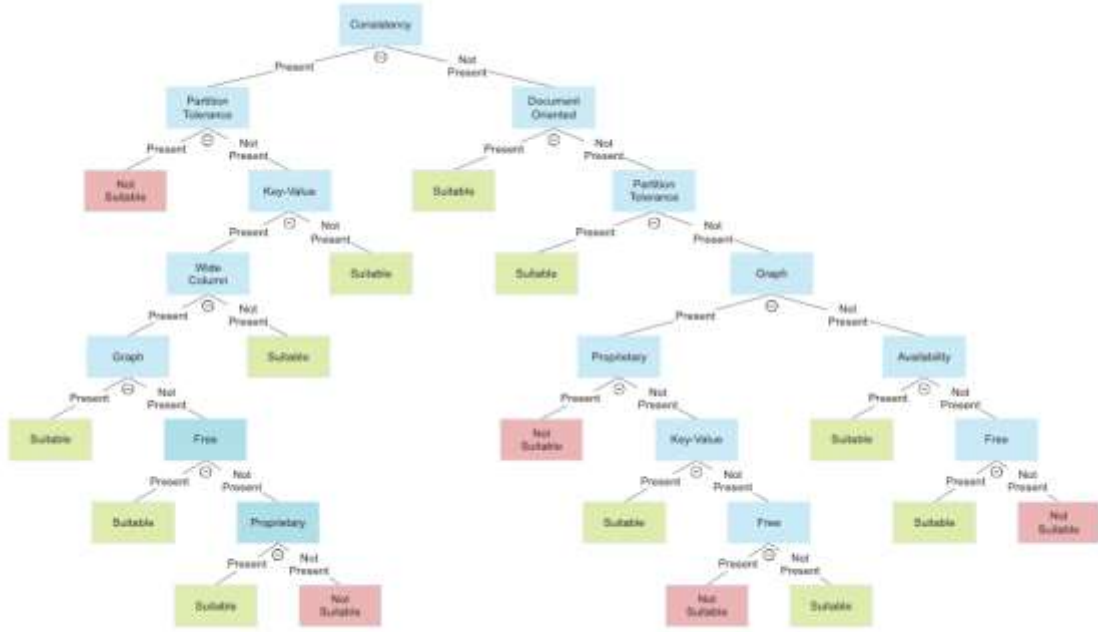 Consistency
Present
Not
Present
Partition
Tolerance
Document
Oriented
Present
Not
Present
Present
Not
Present
Not
Suitable
Key-Value
Suitable
Partition
Tolerance
Present
Not
Present
Present
Not
Present
Wide
Column
Suitable
Suitable
Graph
Present
Not
Present
Present
Not
Present
Graph
Suitable
Proprietary
Availability
Present
Not
Present
Present
Not
Present
Present
Not
Present
Suitable
Free
Not
Suitable
Key-Value
Suitable
Free
Present
Not
Present
Present
Not
Present
Present
Not
Present
Suitable
Proprietary
Suitable
Free
Suitable
Not
Suitable
Present
Not
Present
Present
Not
Present
Suitable
Not
Suitable
Not
Suitable
Suitable